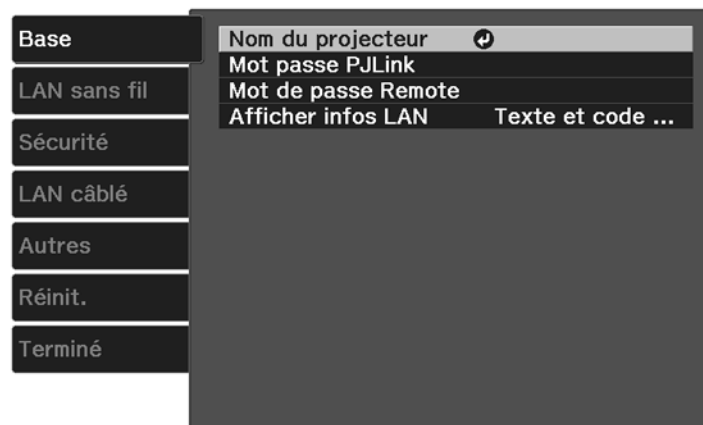 Base
LAN sans fil
Sécurité
LAN câblé
Autres
Réinit.
Terminé
Nom du projecteur
Mot passe PJLink
Mot de passe Remote
Afficher infos LAN Texte et code ...